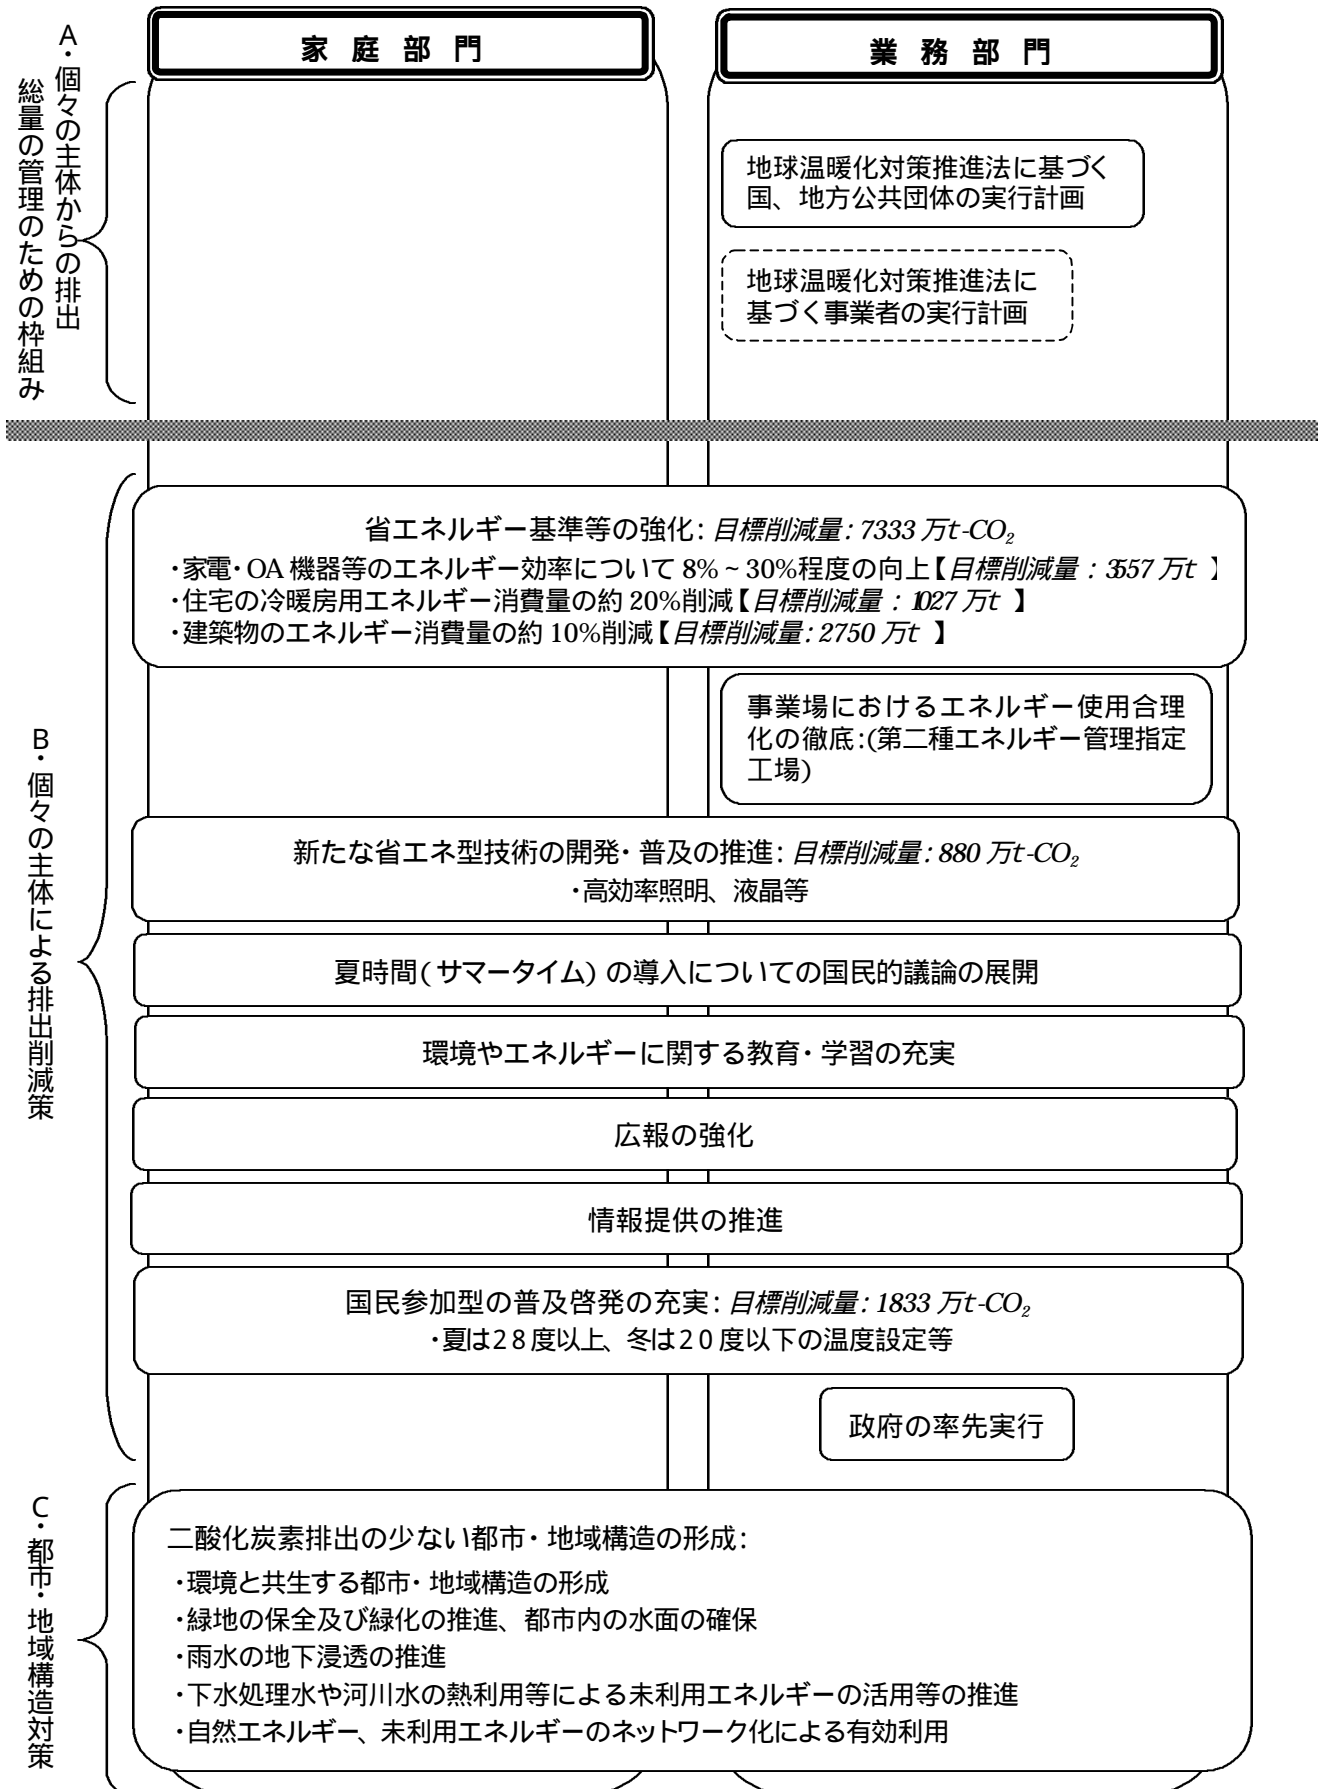 家 庭 部 門
業 務 部 門
A・個々の主体からの排出
総量の管理のための枠組み
地球温暖化対策推進法に基づく
国、地方公共団体の実行計画
地球温暖化対策推進法に
基づく事業者の実行計画
B・個々の主体による排出削減策
省エネルギー基準等の強化: 目標削減量: 7333 万t-CO₂
・家電・OA 機器等のエネルギー効率について 8%~30%程度の向上【目標削減量:3557 万t 】
・住宅の冷暖房用エネルギー消費量の約 20%削減【目標削減量:1027 万t 】
・建築物のエネルギー消費量の約 10%削減【目標削減量:2750 万t 】
事業場におけるエネルギー使用合理
化の徹底:(第二種エネルギー管理指定
工場)
新たな省エネ型技術の開発・普及の推進: 目標削減量: 880 万t-CO₂
・高効率照明、液晶等
夏時間(サマータイム)の導入についての国民的議論の展開
環境やエネルギーに関する教育・学習の充実
広報の強化
情報提供の推進
国民参加型の普及啓発の充実: 目標削減量: 1833 万t-CO₂
・夏は28度以上、冬は20度以下の温度設定等
政府の率先実行
C・都市・地域構造対策
二酸化炭素排出の少ない都市・地域構造の形成:
・環境と共生する都市・地域構造の形成
・緑地の保全及び緑化の推進、都市内の水面の確保
・雨水の地下浸透の推進
・下水処理水や河川水の熱利用等による未利用エネルギーの活用等の推進
・自然エネルギー、未利用エネルギーのネットワーク化による有効利用